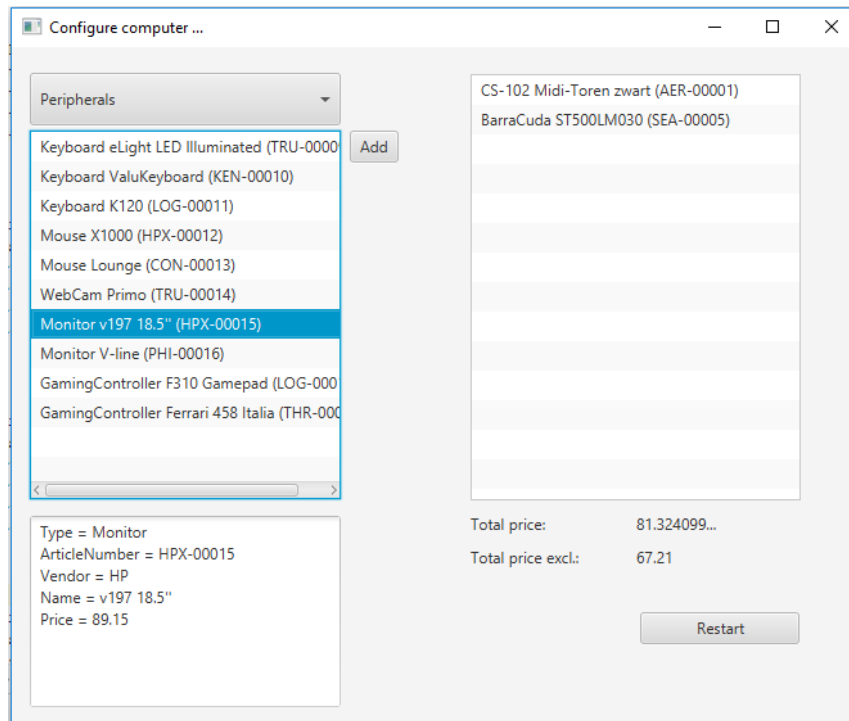 Configure computer ...
Peripherals
Keyboard eLight LED Illuminated (TRU-0000
Keyboard ValuKeyboard (KEN-00010)
Keyboard K120 (LOG-00011)
Mouse X1000 (HPX-00012)
Mouse Lounge (CON-00013)
WebCam Primo (TRU-00014)
Monitor v197 18.5" (HPX-00015)
Monitor V-line (PHI-00016)
GamingController F310 Gamepad (LOG-000
GamingController Ferrari 458 Italia (THR-000
Add
Type = Monitor
ArticleNumber = HPX-00015
Vendor = HP
Name = v197 18.5"
Price = 89.15
CS-102 Midi-Toren zwart (AER-00001)
BarraCuda ST500LM030 (SEA-00005)
Total price: 81.324099...
Total price excl.: 67.21
Restart